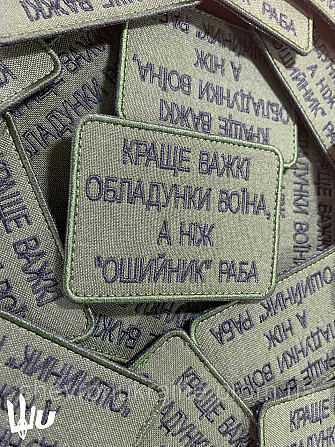 КРАЩЕ ВАЖКІ
ОБЛАДУНКИ ВОЇНА,
А НІЖ
"ОШИЙНИК" РАБА